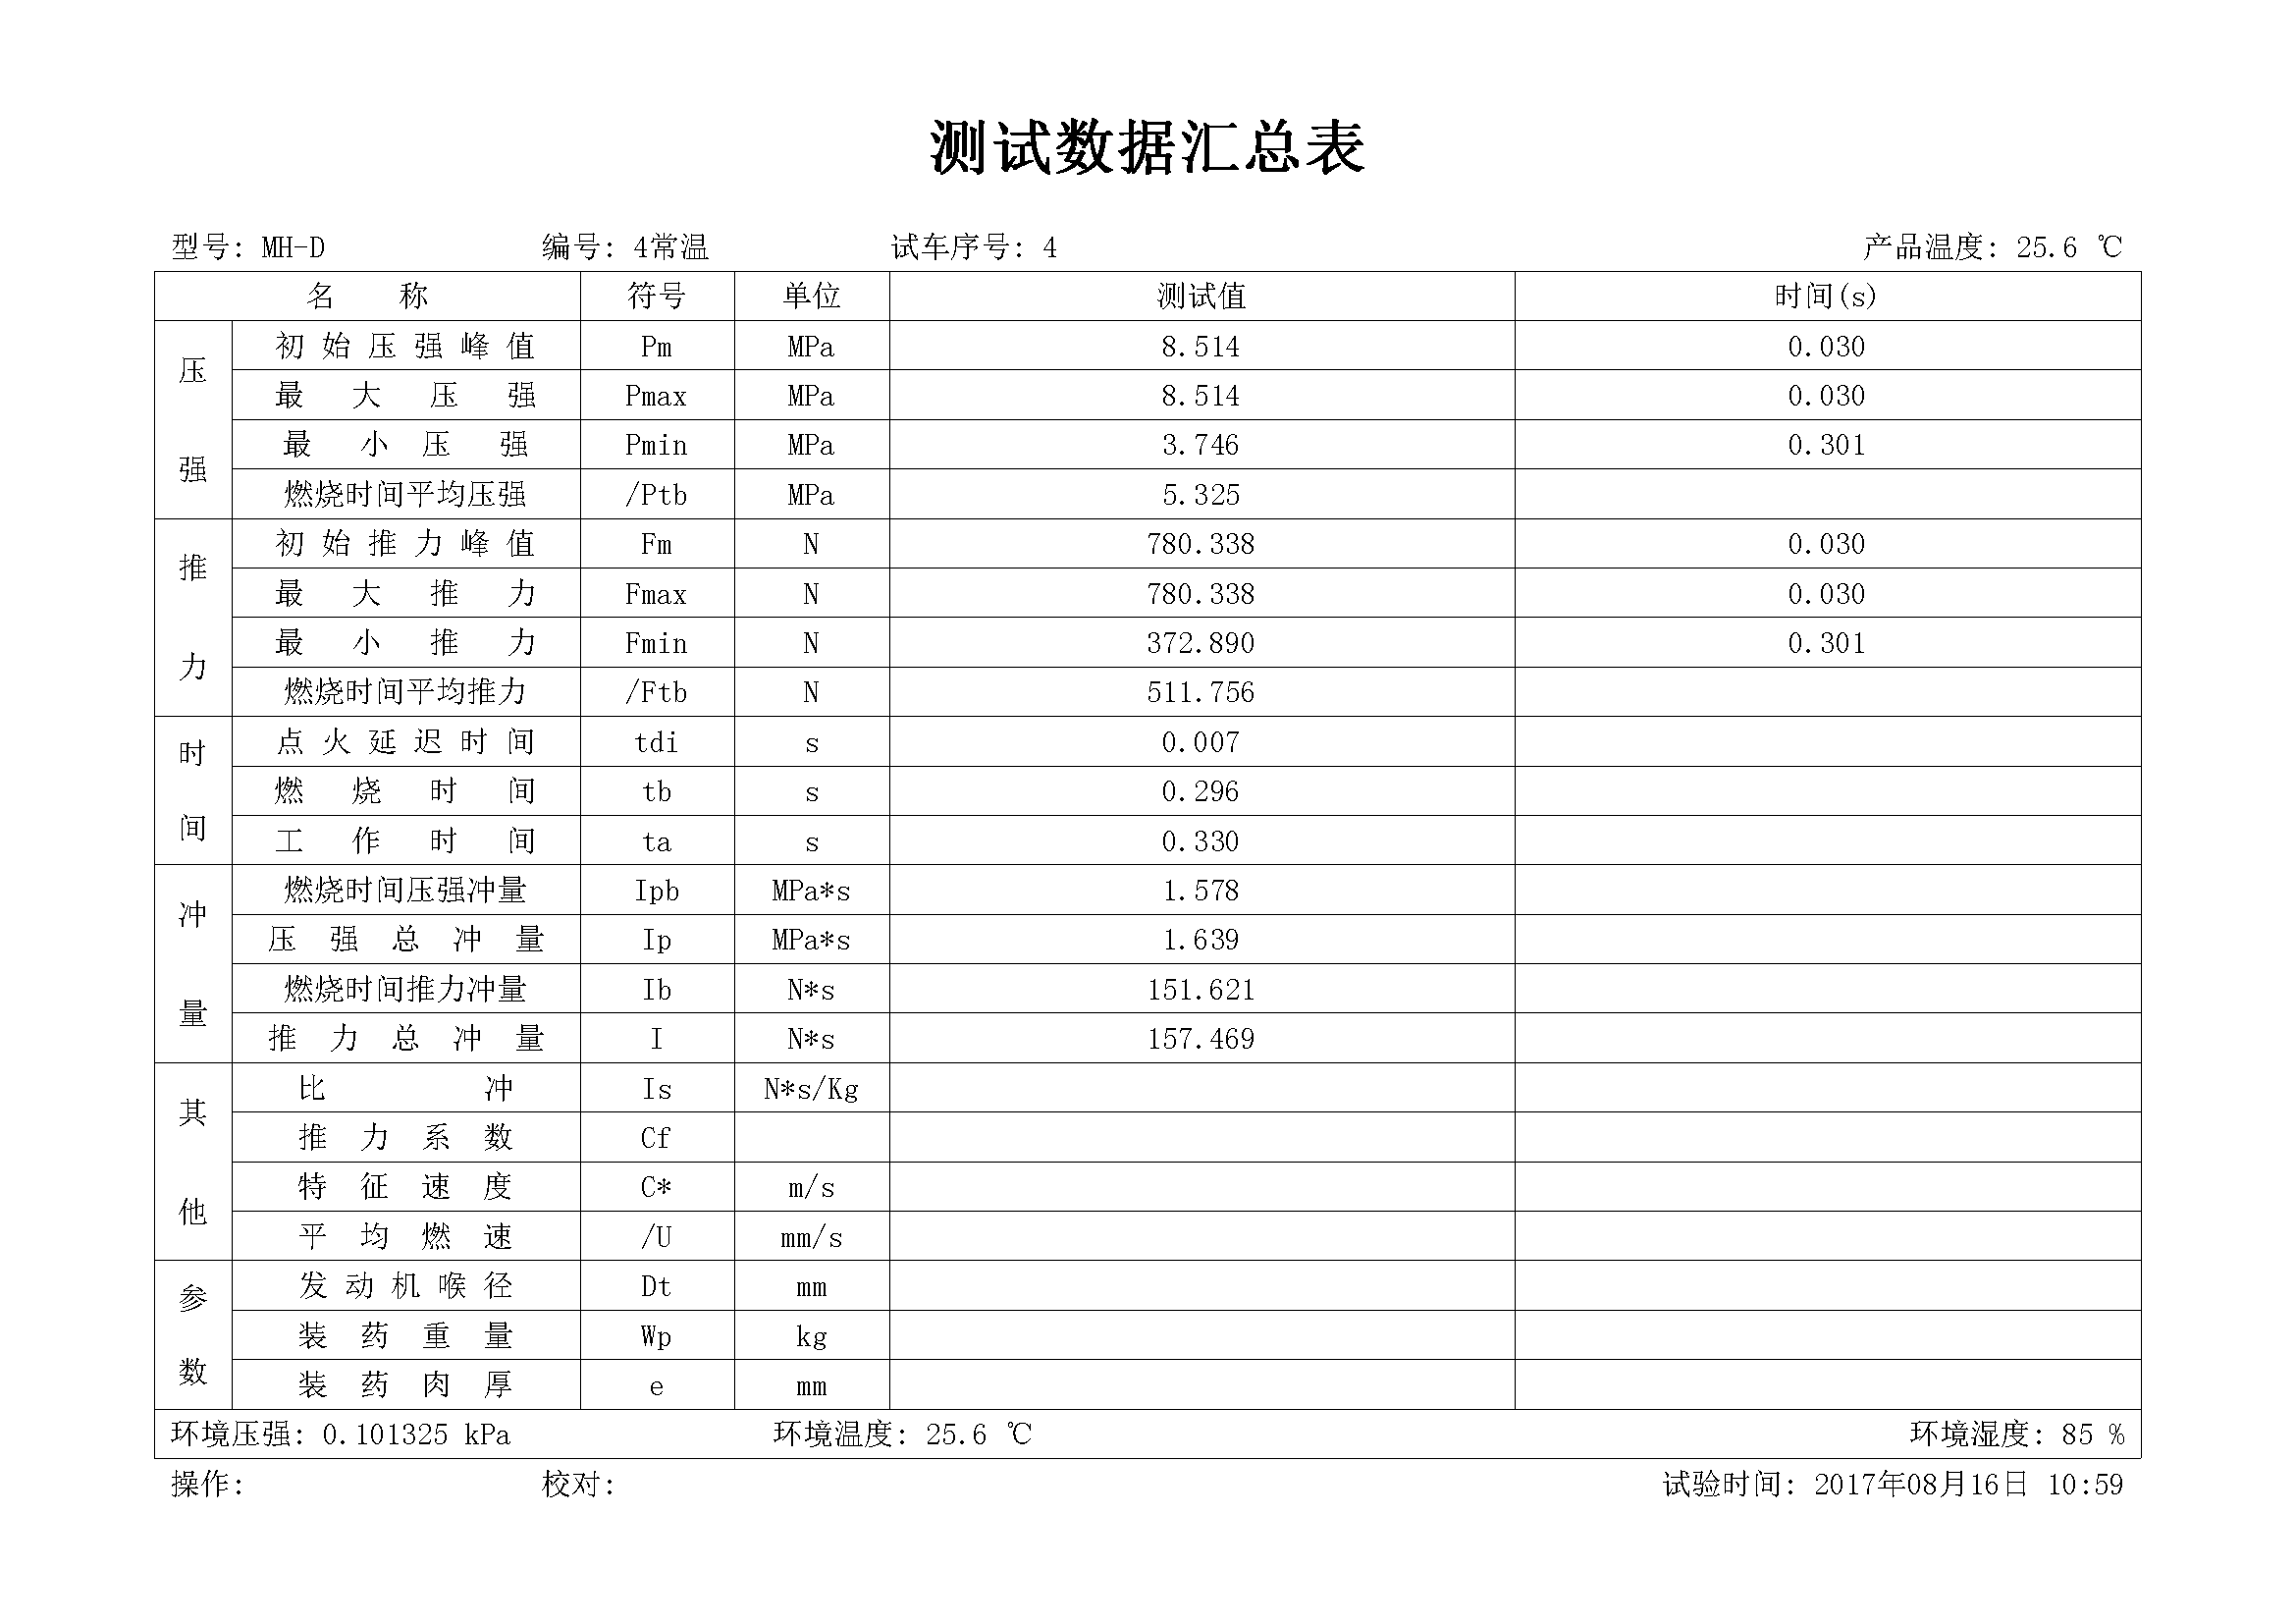 测试数据汇总表
型号: MH-D 编号: 4常温 试车序号: 4 产品温度: 25.6 ℃
名 称 符号 单位 测试值 时间(s)
压强
初始压强峰值 Pm MPa 8.514 0.030
最大压强 Pmax MPa 8.514 0.030
最小压强 Pmin MPa 3.746 0.301
燃烧时间平均压强 /Ptb MPa 5.325
推力
初始推力峰值 Fm N 780.338 0.030
最大推力 Fmax N 780.338 0.030
最小推力 Fmin N 372.890 0.301
燃烧时间平均推力 /Ftb N 511.756
时间
点火延迟时间 tdi s 0.007
燃烧时间 tb s 0.296
工作时间 ta s 0.330
冲量
燃烧时间压强冲量 Ipb MPa*s 1.578
压强总冲量 Ip MPa*s 1.639
燃烧时间推力冲量 Ib N*s 151.621
推力总冲量 I N*s 157.469
其他
比冲 Is N*s/Kg
推力系数 Cf
特征速度 C* m/s
平均燃速 /U mm/s
参数
发动机喉径 Dt mm
装药重量 Wp kg
装药肉厚 e mm
环境压强: 0.101325 kPa 环境温度: 25.6 ℃ 环境湿度: 85 %
操作: 校对: 试验时间: 2017年08月16日 10:59